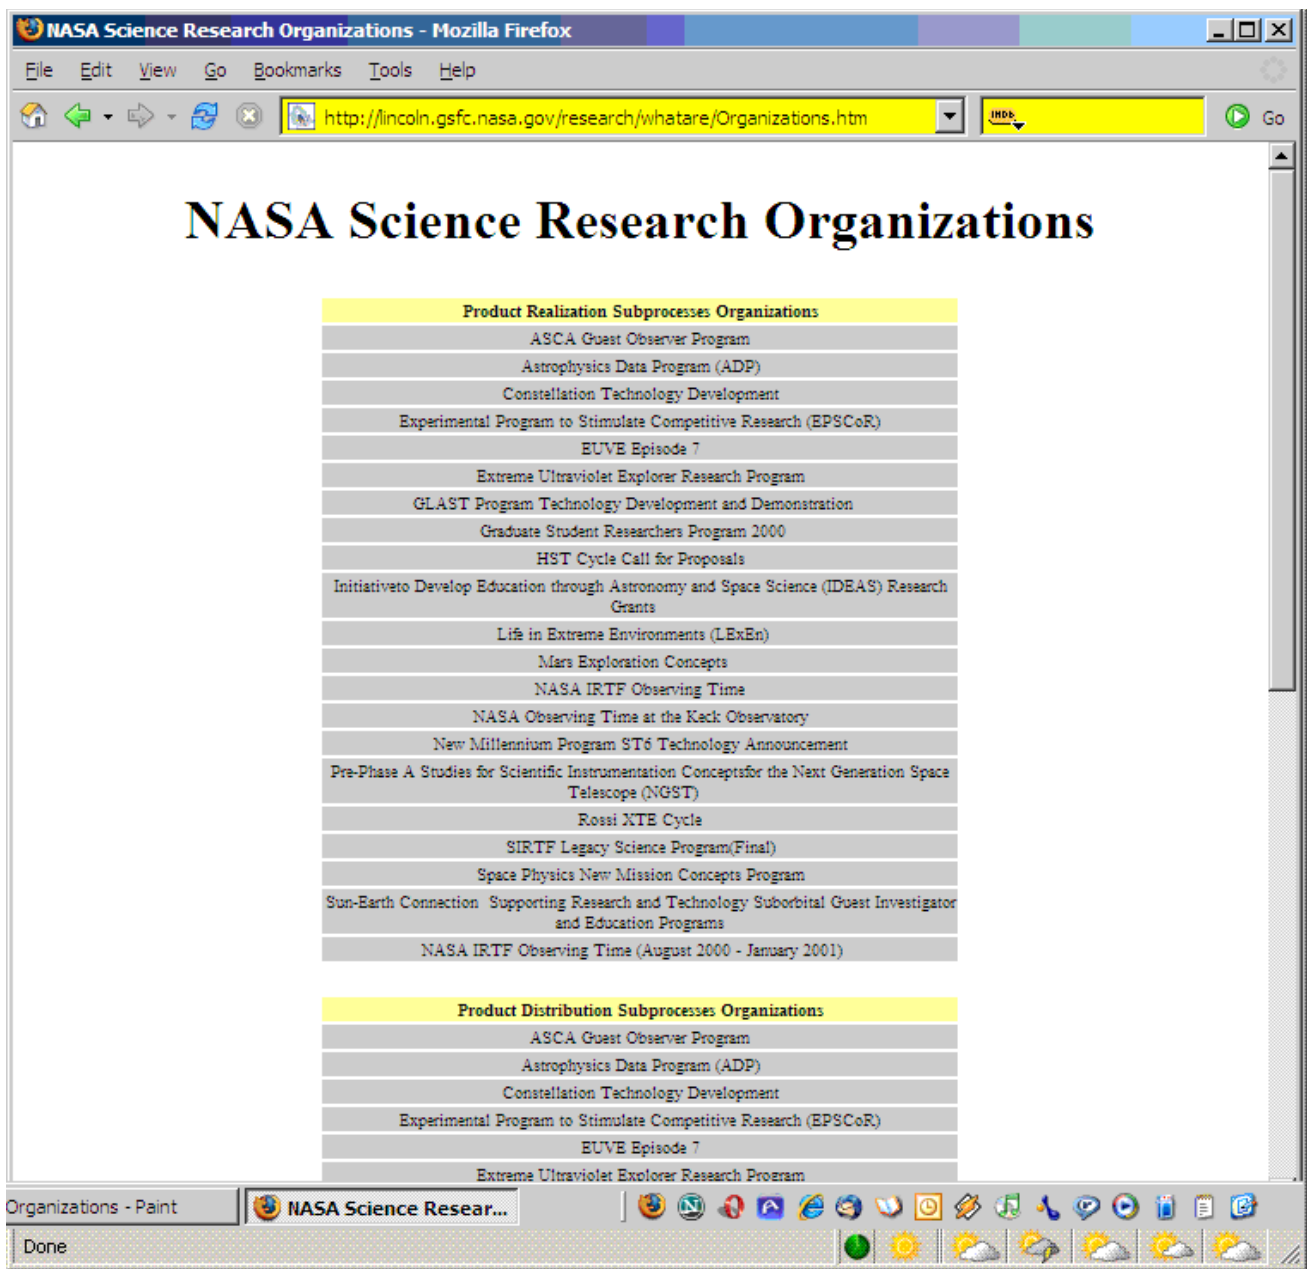 NASA Science Research Organizations - Mozilla Firefox
File Edit View Go Bookmarks Tools Help
http://lincoln.gsfc.nasa.gov/research/whatare/Organizations.htm
IMDb
Go
NASA Science Research Organizations
Product Realization Subprocesses Organizations
ASCA Guest Observer Program
Astrophysics Data Program (ADP)
Constellation Technology Development
Experimental Program to Stimulate Competitive Research (EPSCoR)
EUVE Episode 7
Extreme Ultraviolet Explorer Research Program
GLAST Program Technology Development and Demonstration
Graduate Student Researchers Program 2000
HST Cycle Call for Proposals
Initiativeto Develop Education through Astronomy and Space Science (IDEAS) Research
Grants
Life in Extreme Environments (LExEn)
Mars Exploration Concepts
NASA IRTF Observing Time
NASA Observing Time at the Keck Observatory
New Millennium Program ST6 Technology Announcement
Pre-Phase A Studies for Scientific Instrumentation Conceptsfor the Next Generation Space
Telescope (NGST)
Rossi XTE Cycle
SIRTF Legacy Science Program(Final)
Space Physics New Mission Concepts Program
Sun-Earth Connection Supporting Research and Technology Suborbital Guest Investigator
and Education Programs
NASA IRTF Observing Time (August 2000 - January 2001)
Product Distribution Subprocesses Organizations
ASCA Guest Observer Program
Astrophysics Data Program (ADP)
Constellation Technology Development
Experimental Program to Stimulate Competitive Research (EPSCoR)
EUVE Episode 7
Extreme Ultraviolet Explorer Research Program
Organizations - Paint
NASA Science Resear...
Done